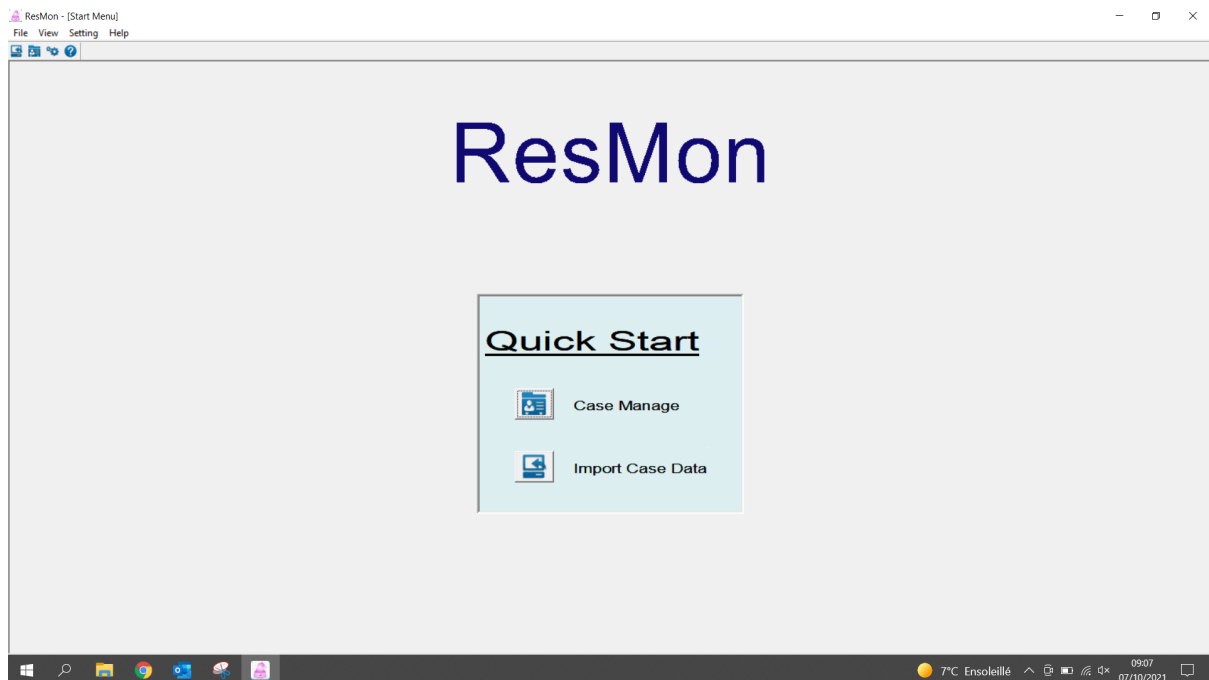 ResMon - [Start Menu]
File View Setting Help
ResMon
Quick Start
Case Manage
Import Case Data
7°C Ensoleillé
09:07
07/10/2021